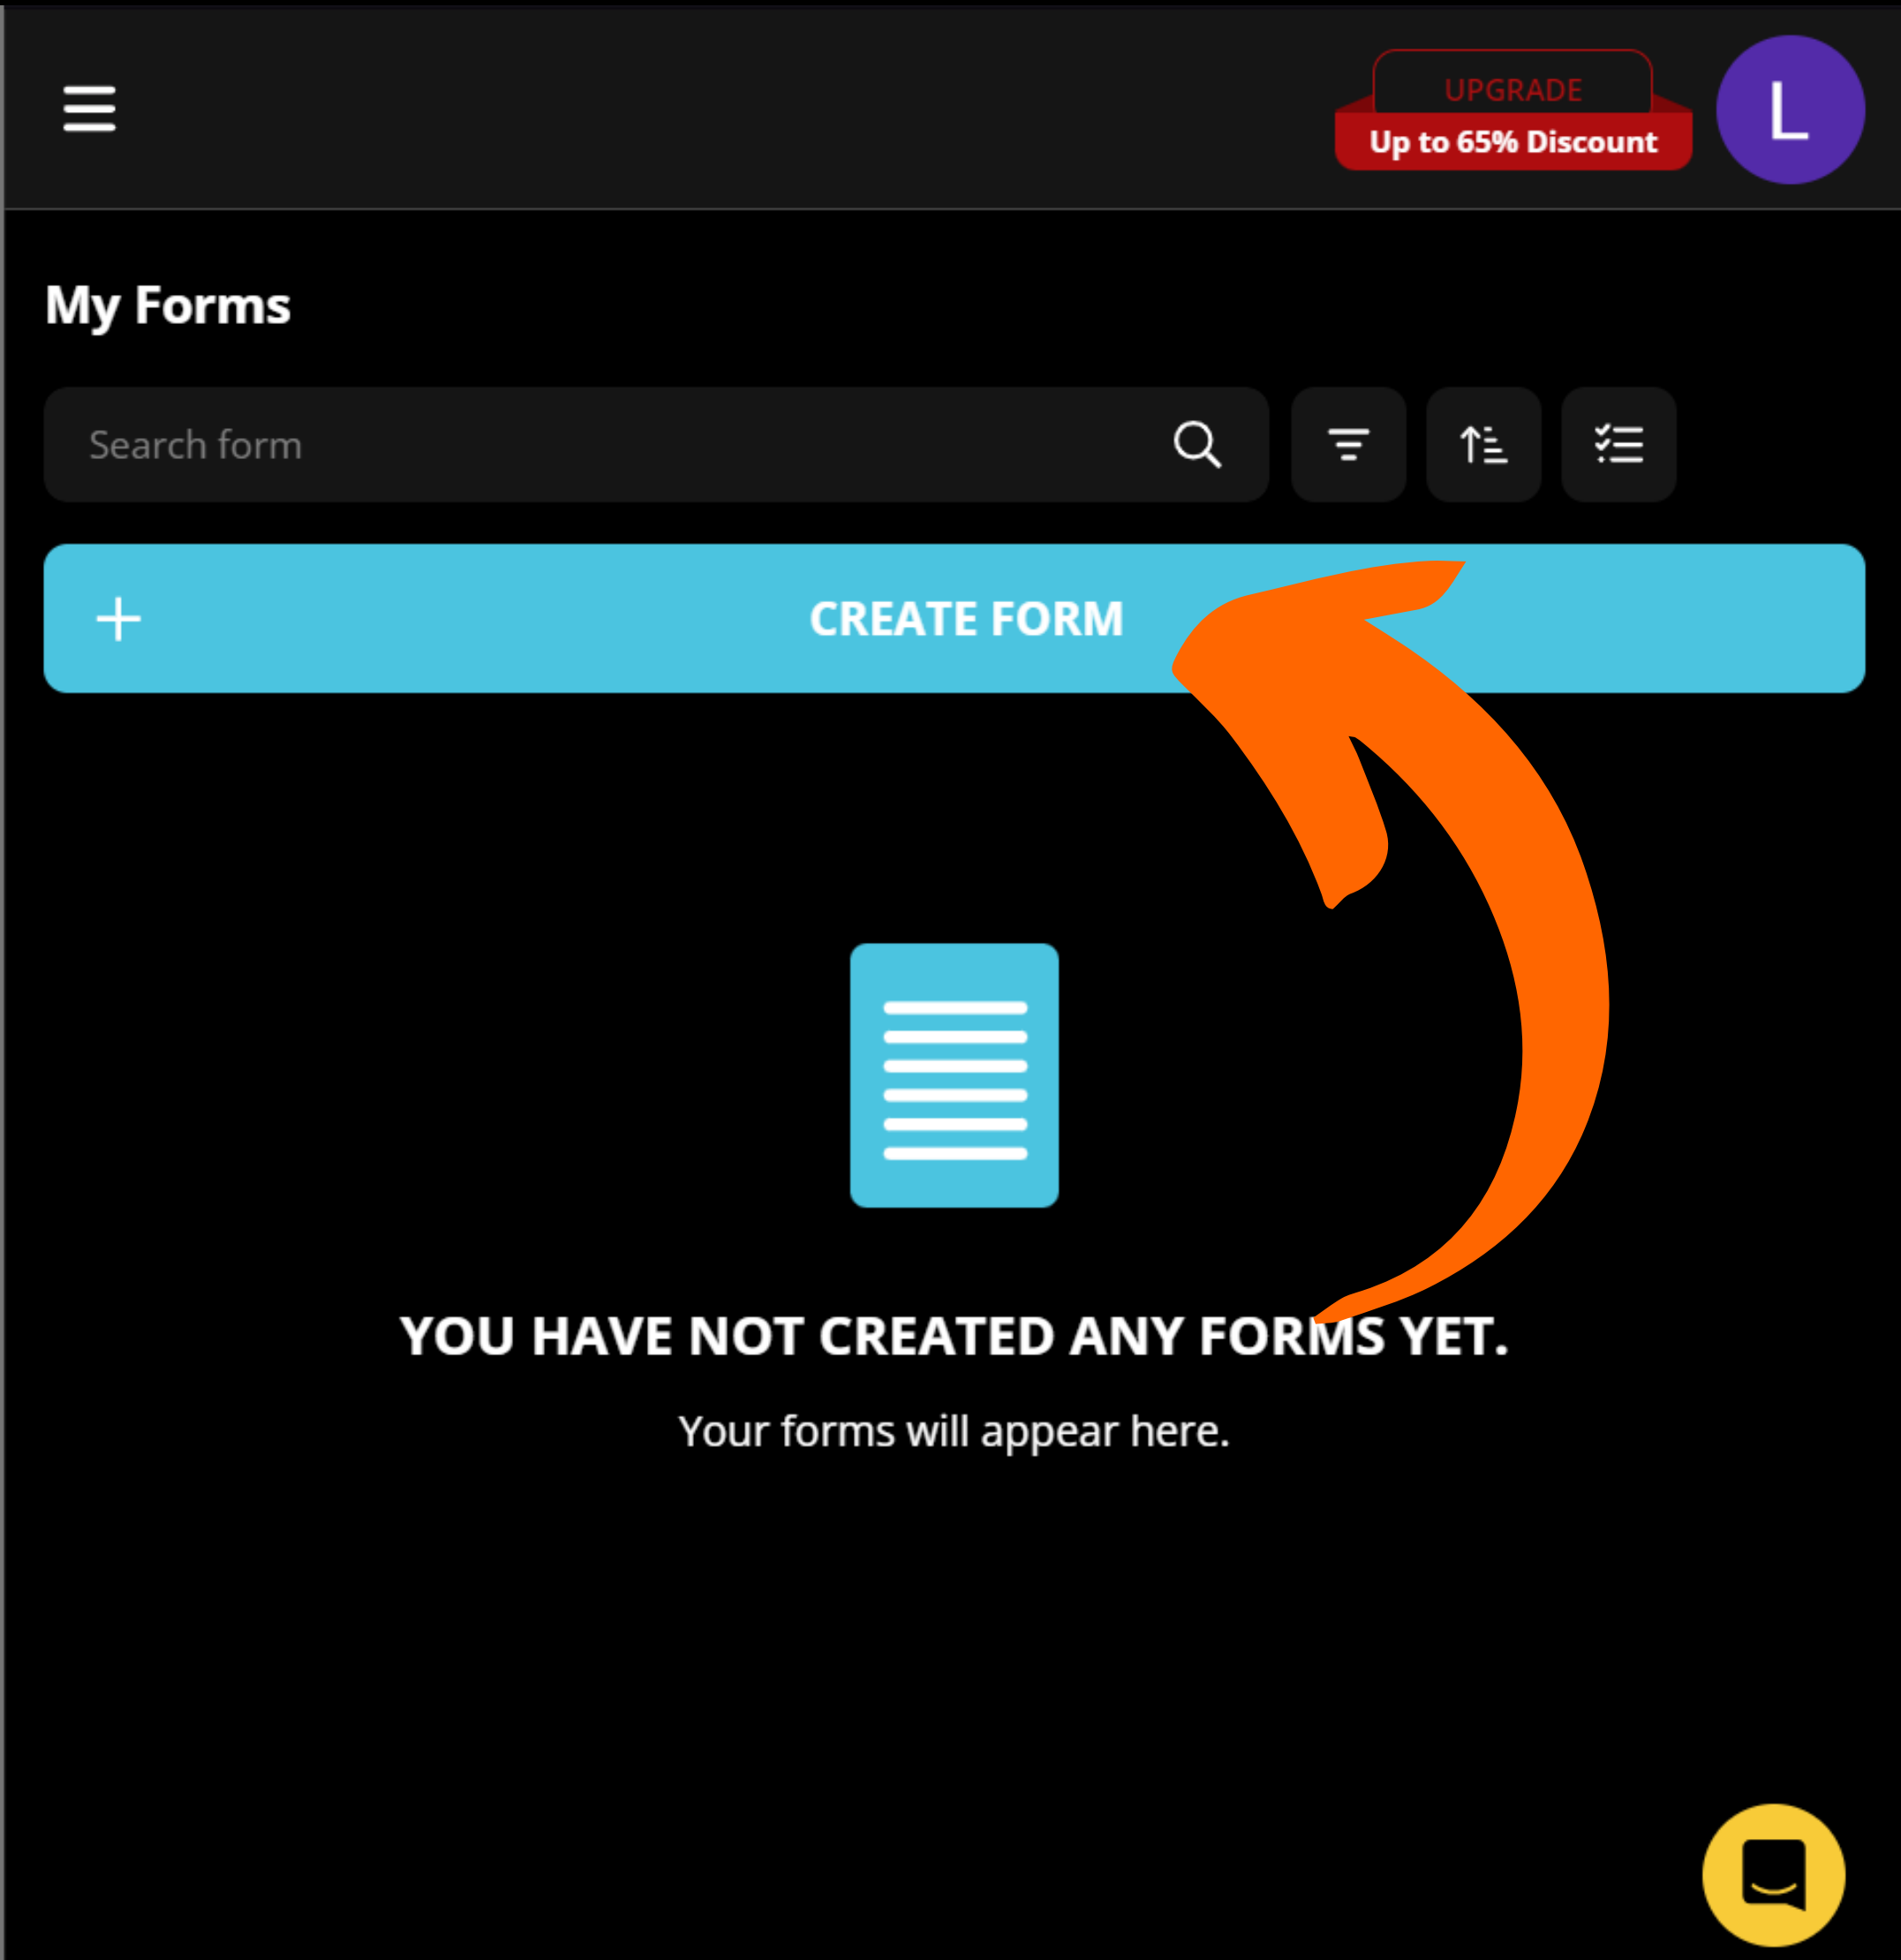 UPGRADE
Up to 65% Discount
L
My Forms
Search form
CREATE FORM
YOU HAVE NOT CREATED ANY FORMS YET.
Your forms will appear here.